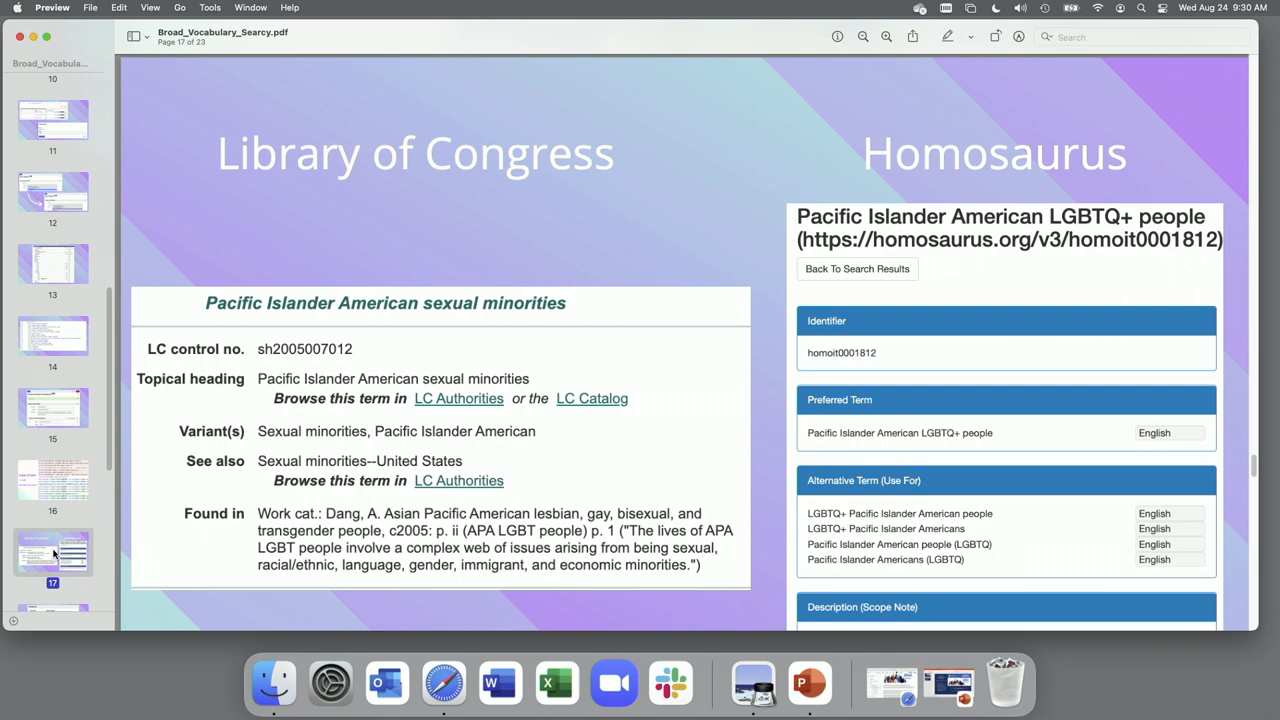 Preview File Edit View Go Tools Window Help
Wed Aug 24 9:30 AM
Broad_Vocabulary_Searcy.pdf
Page 17 of 23
Search
Broad_Vocabula...
10
11
12
13
14
15
16
17
Library of Congress
Pacific Islander American sexual minorities
LC control no. sh2005007012
Topical heading Pacific Islander American sexual minorities
Browse this term in LC Authorities or the LC Catalog
Variant(s) Sexual minorities, Pacific Islander American
See also Sexual minorities--United States
Browse this term in LC Authorities
Found in Work cat.: Dang, A. Asian Pacific American lesbian, gay, bisexual, and
transgender people, c2005: p. ii (APA LGBT people) p. 1 ("The lives of APA
LGBT people involve a complex web of issues arising from being sexual,
racial/ethnic, language, gender, immigrant, and economic minorities.")
Homosaurus
Pacific Islander American LGBTQ+ people
(https://homosaurus.org/v3/homoit0001812)
Back To Search Results
Identifier
homoit0001812
Preferred Term
Pacific Islander American LGBTQ+ people English
Alternative Term (Use For)
LGBTQ+ Pacific Islander American people English
LGBTQ+ Pacific Islander Americans English
Pacific Islander American people (LGBTQ) English
Pacific Islander Americans (LGBTQ) English
Description (Scope Note)